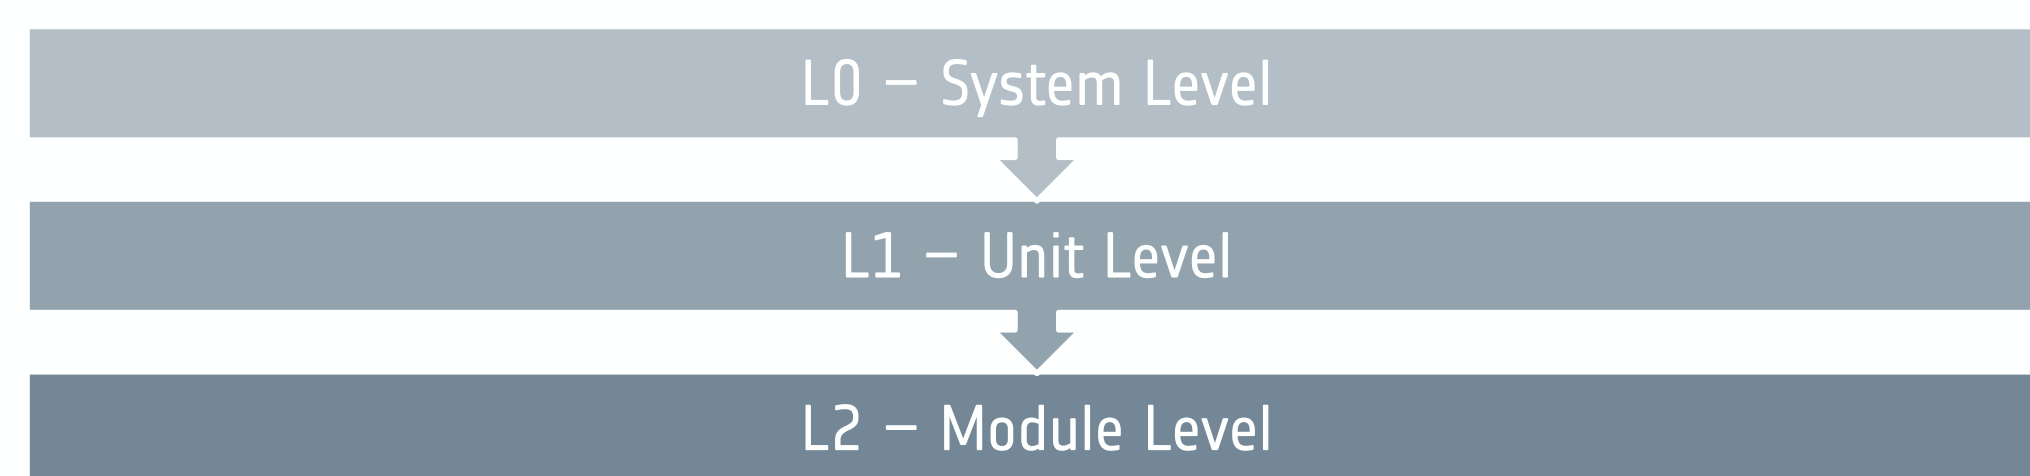 L0 – System Level
L1 – Unit Level
L2 – Module Level